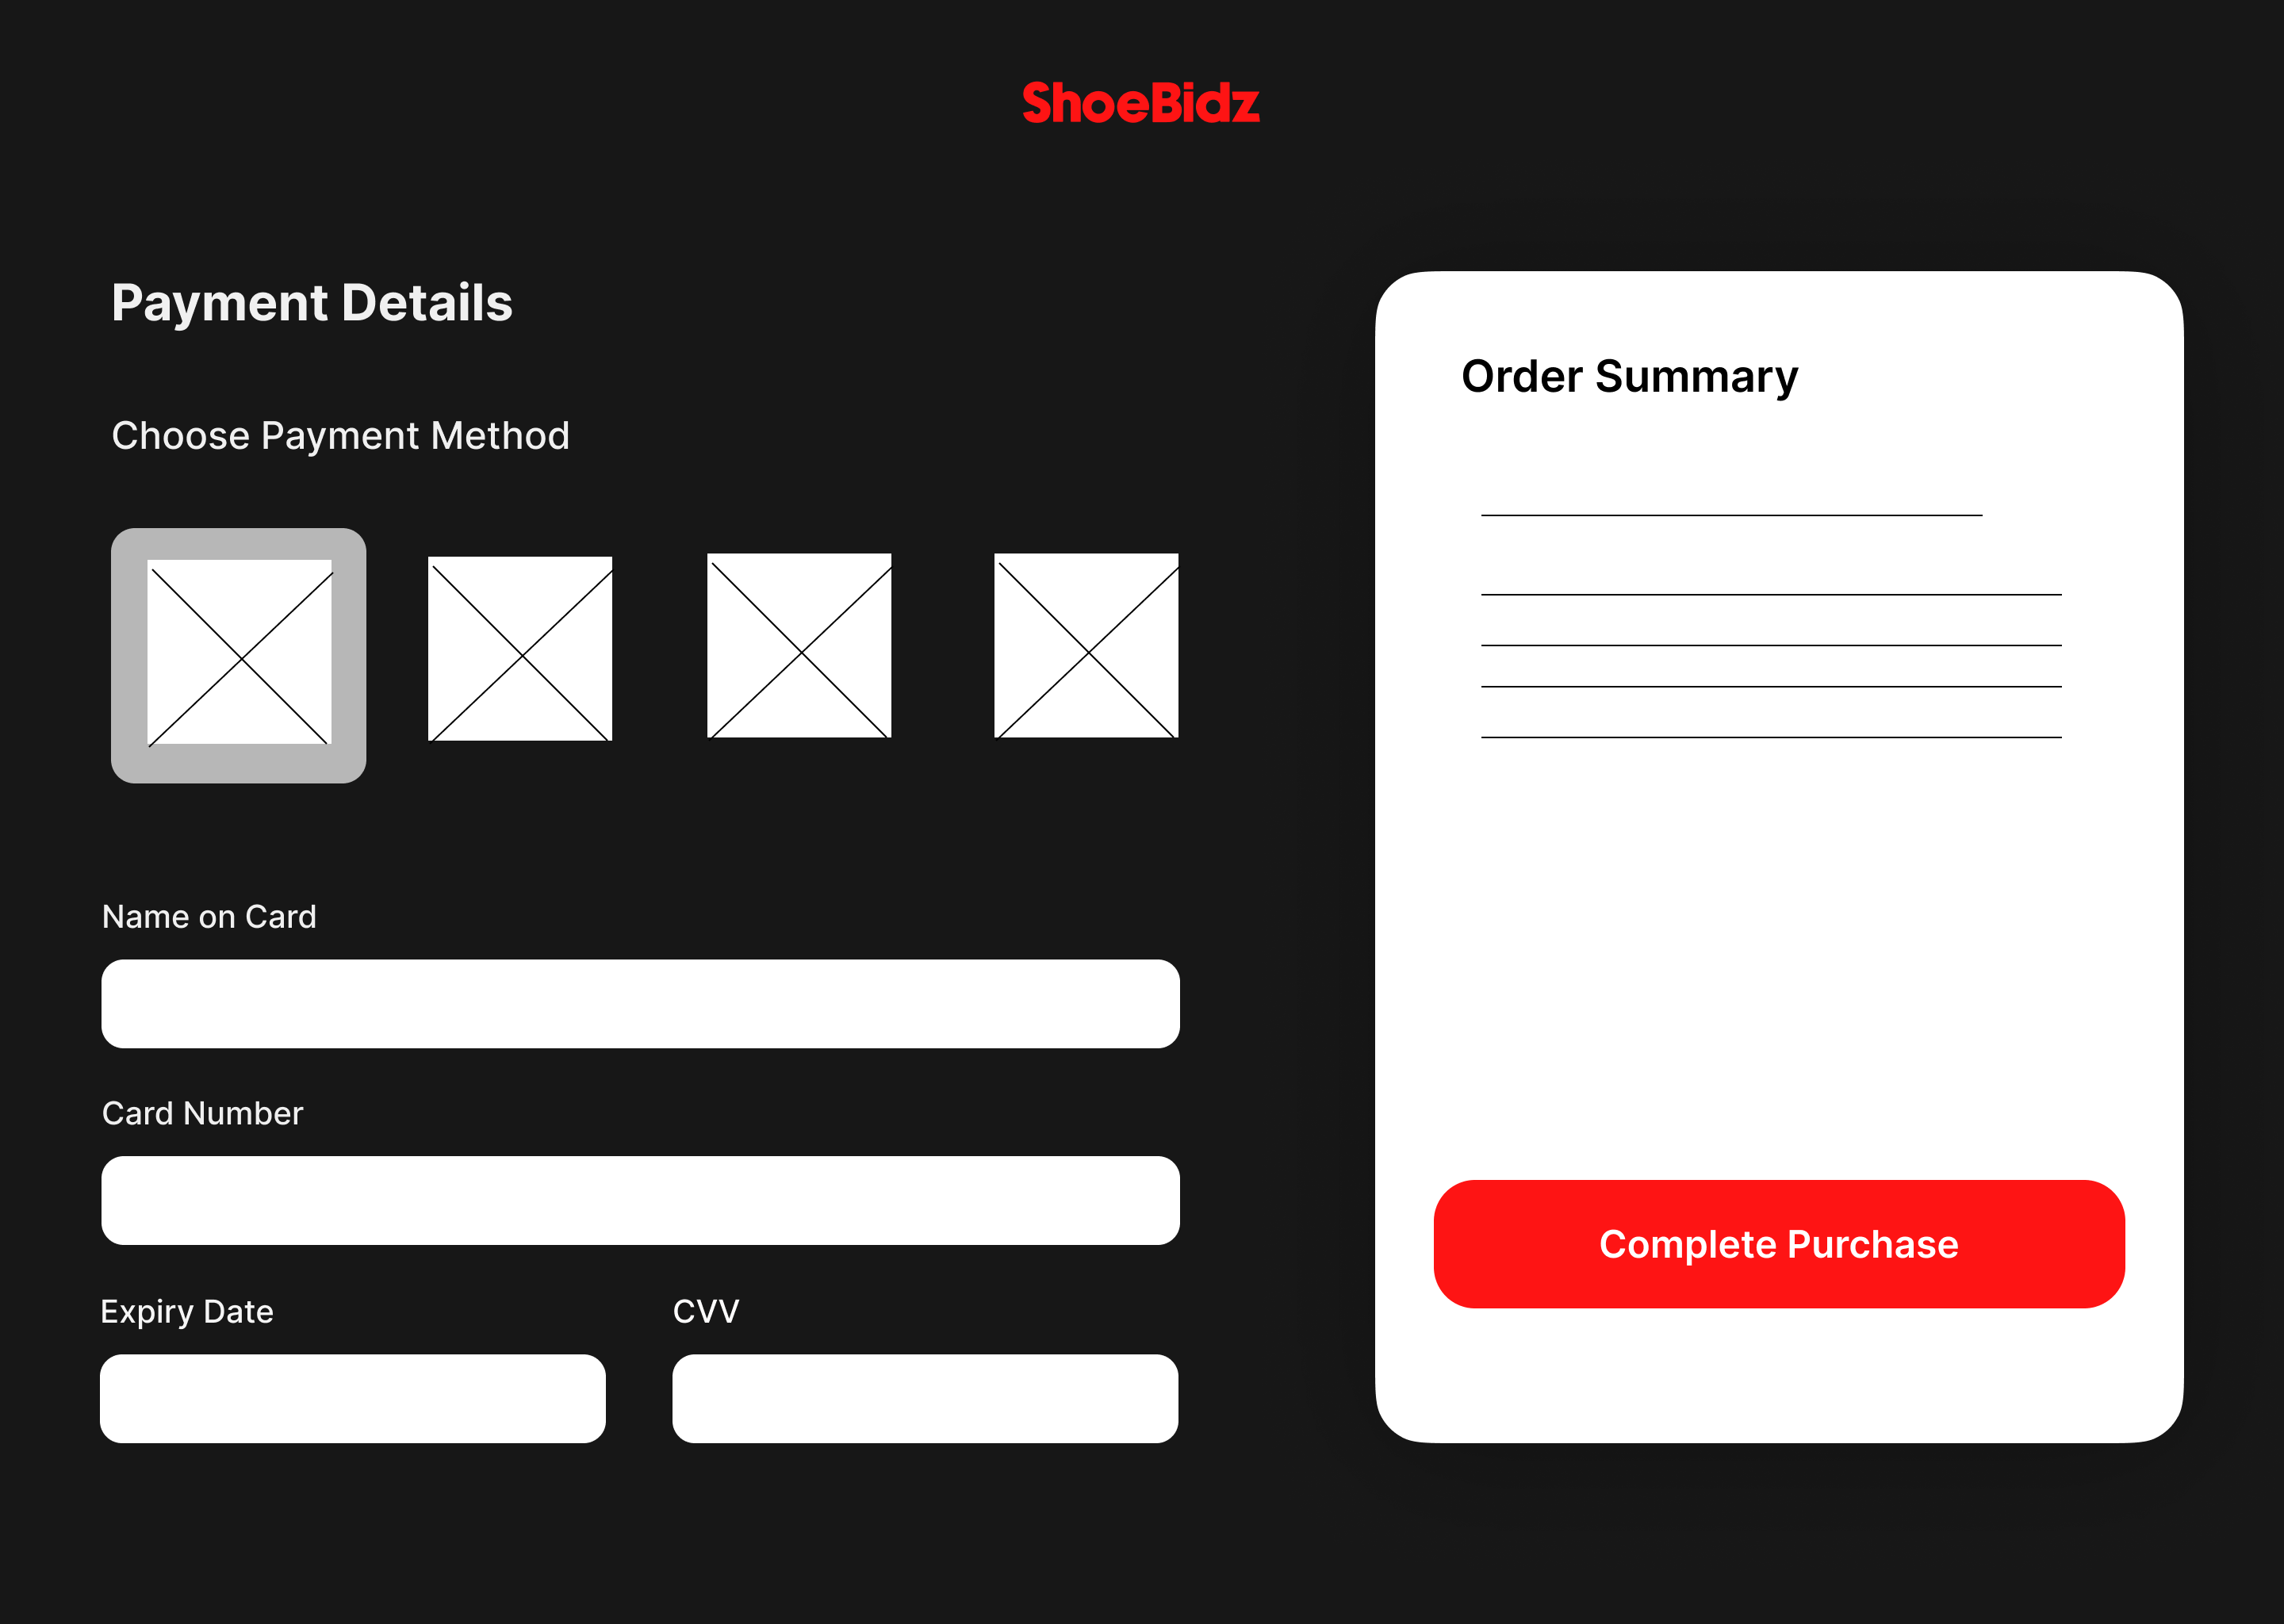 ShoeBidz
Payment Details
Choose Payment Method
Name on Card
Card Number
Expiry Date
CVV
Order Summary
Complete Purchase